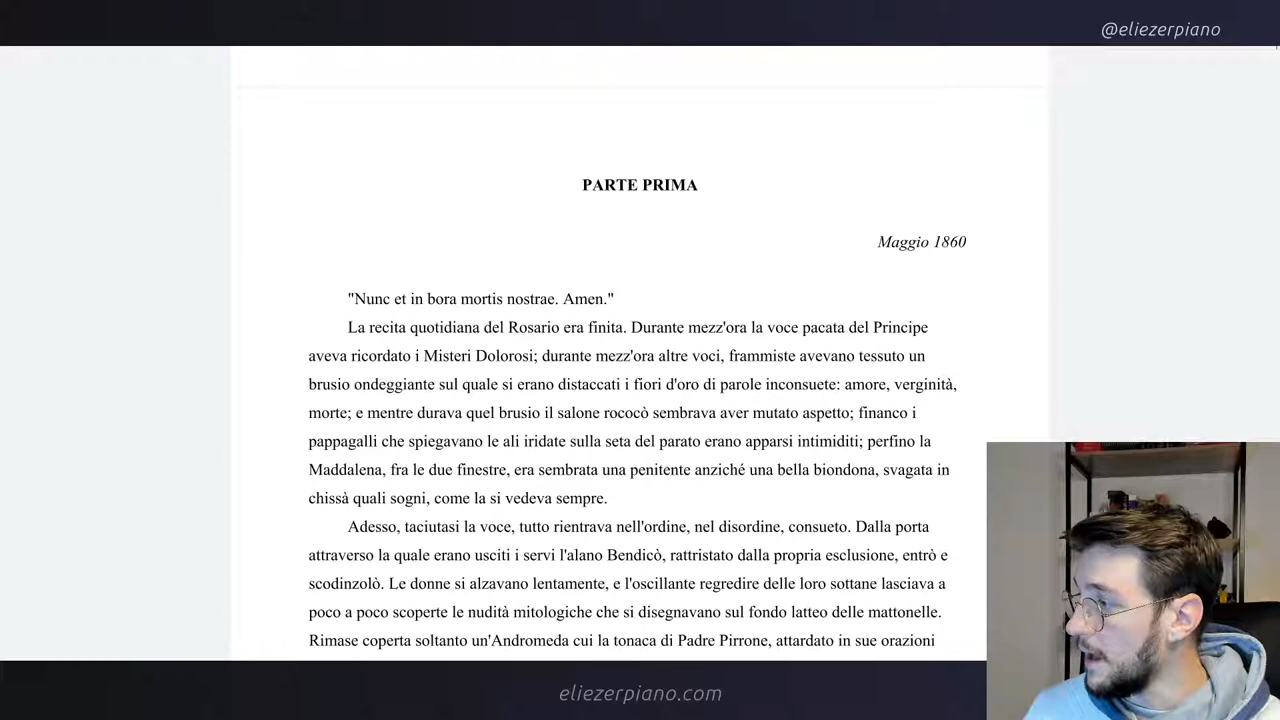 @eliezerpiano
PARTE PRIMA
Maggio 1860
"Nunc et in bora mortis nostrae. Amen."
La recita quotidiana del Rosario era finita. Durante mezz'ora la voce pacata del Principe
aveva ricordato i Misteri Dolorosi; durante mezz'ora altre voci, frammiste avevano tessuto un
brusio ondeggiante sul quale si erano distaccati i fiori d'oro di parole inconsuete: amore, verginità,
morte; e mentre durava quel brusio il salone rococò sembrava aver mutato aspetto; financo i
pappagalli che spiegavano le ali iridate sulla seta del parato erano apparsi intimiditi; perfino la
Maddalena, fra le due finestre, era sembrata una penitente anziché una bella biondona, svagata in
chissà quali sogni, come la si vedeva sempre.
Adesso, taciutasi la voce, tutto rientrava nell'ordine, nel disordine, consueto. Dalla porta
attraverso la quale erano usciti i servi l'alano Bendicò, rattristato dalla propria esclusione, entrò e
scodinzolò. Le donne si alzavano lentamente, e l'oscillante regredire delle loro sottane lasciava a
poco a poco scoperte le nudità mitologiche che si disegnavano sul fondo latteo delle mattonelle.
Rimase coperta soltanto un'Andromeda cui la tonaca di Padre Pirrone, attardato in sue orazioni
eliezerpiano.com